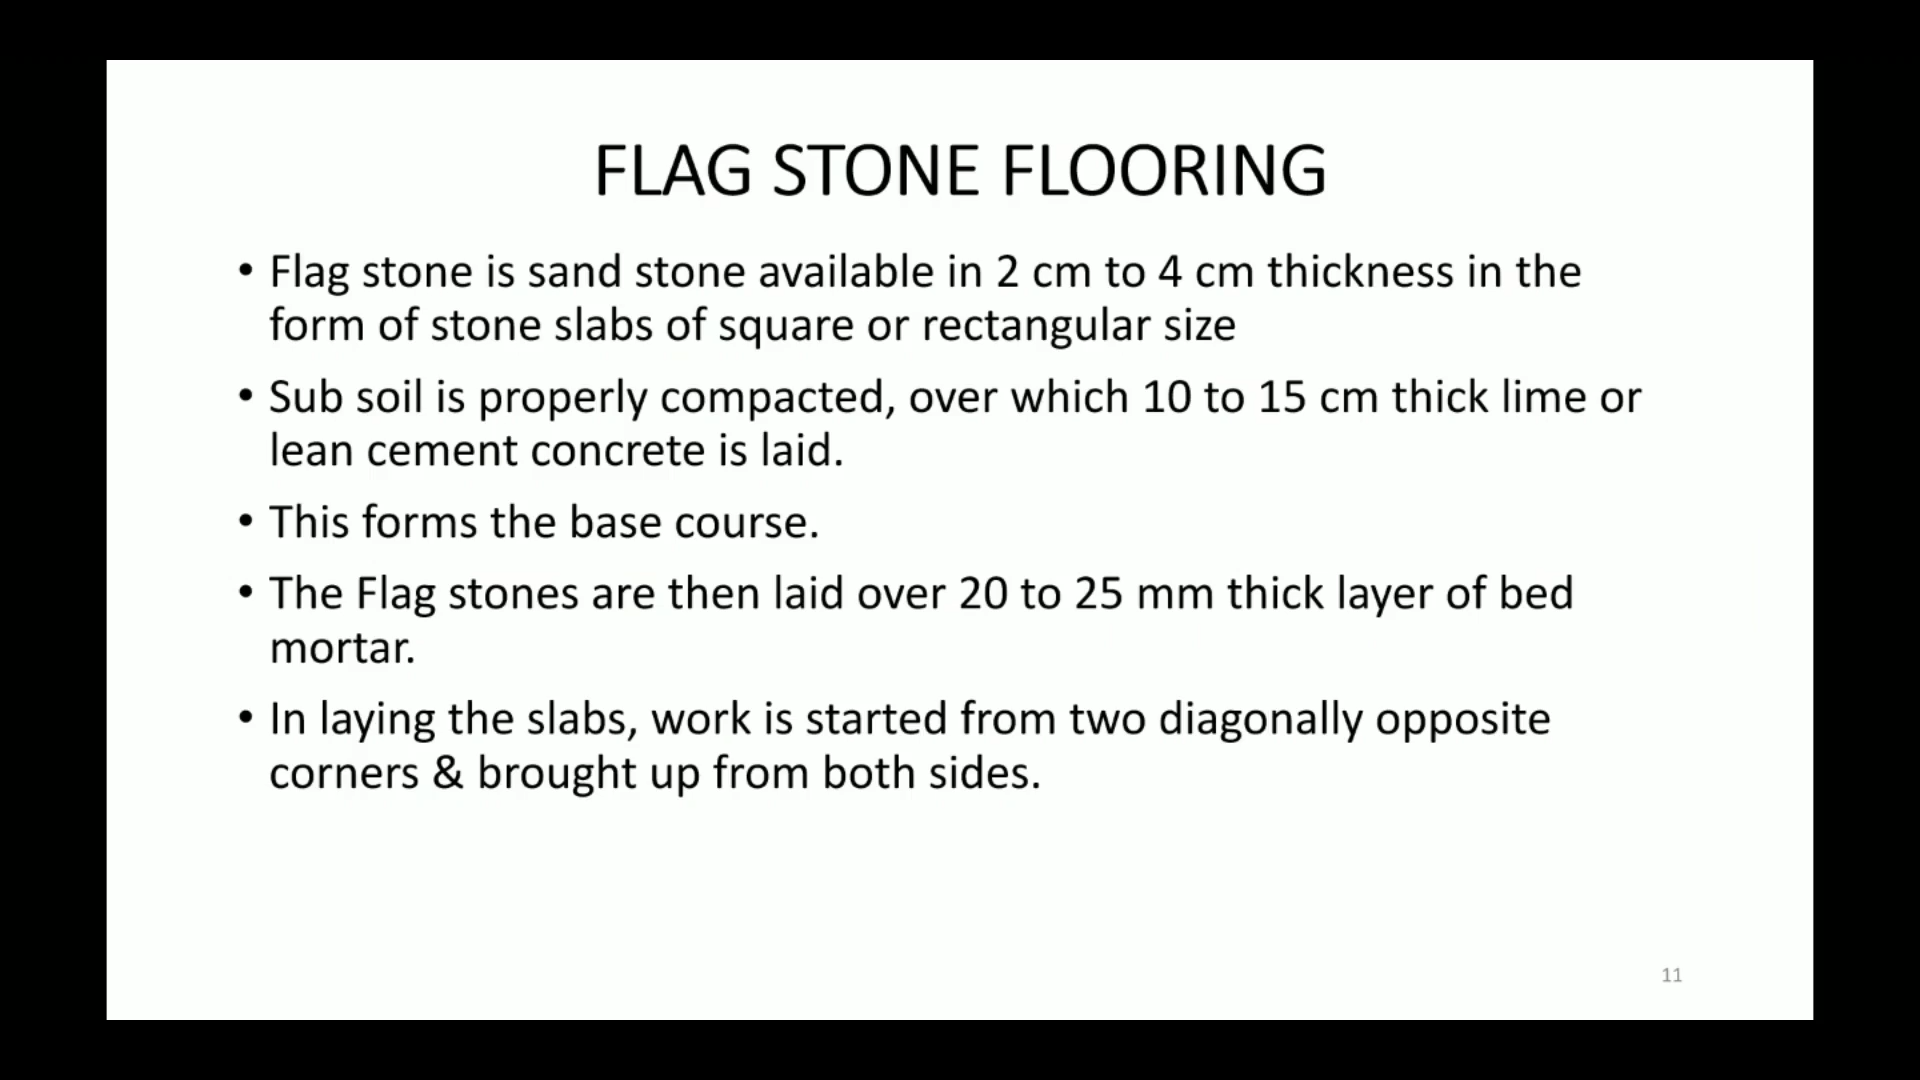 FLAG STONE FLOORING
• Flag stone is sand stone available in 2 cm to 4 cm thickness in the
form of stone slabs of square or rectangular size
• Sub soil is properly compacted, over which 10 to 15 cm thick lime or
lean cement concrete is laid.
• This forms the base course.
• The Flag stones are then laid over 20 to 25 mm thick layer of bed
mortar.
• In laying the slabs, work is started from two diagonally opposite
corners & brought up from both sides.
11